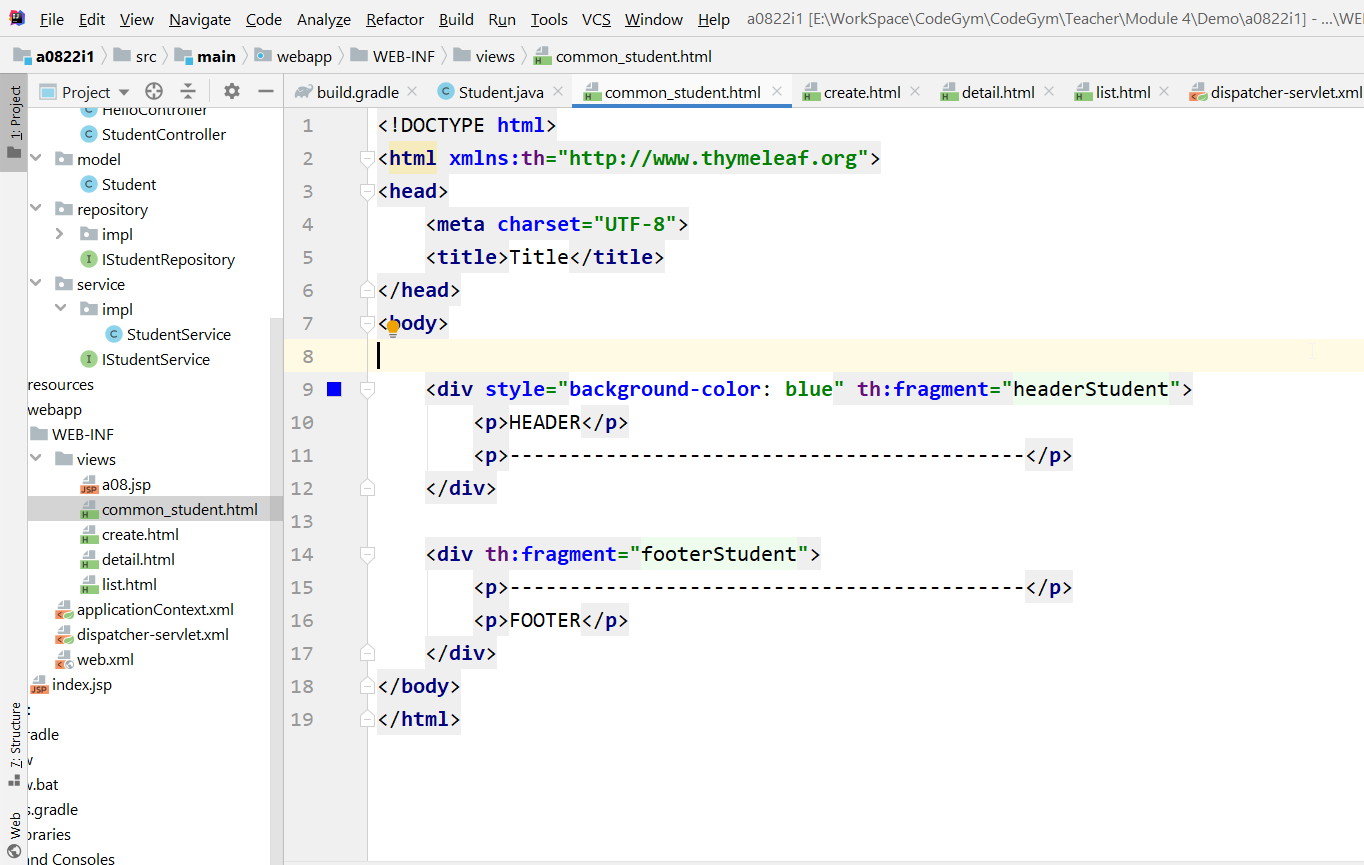 File Edit View Navigate Code Analyze Refactor Build Run Tools VCS Window Help a0822i1 [E:\WorkSpace\CodeGym\CodeGym\Teacher\Module 4\Demo\a0822i1] - ...\WE
a0822i1 src main webapp WEB-INF views common_student.html
1: Project
Project
build.gradle Student.java common_student.html create.html detail.html list.html dispatcher-servlet.xml
HelloController
StudentController
model
Student
repository
impl
IStudentRepository
service
impl
StudentService
IStudentService
resources
webapp
WEB-INF
views
a08.jsp
common_student.html
create.html
detail.html
list.html
applicationContext.xml
dispatcher-servlet.xml
web.xml
index.jsp
:
radle
w
w.bat
s.gradle
braries
and Consoles
7: Structure
Web
1 <!DOCTYPE html>
2 <html xmlns:th="http://www.thymeleaf.org">
3 <head>
4 <meta charset="UTF-8">
5 <title>Title</title>
6 </head>
7 <body>
8
9 <div style="background-color: blue" th:fragment="headerStudent">
10 <p>HEADER</p>
11 <p>-------------------------------------------</p>
12 </div>
13
14 <div th:fragment="footerStudent">
15 <p>-------------------------------------------</p>
16 <p>FOOTER</p>
17 </div>
18 </body>
19 </html>